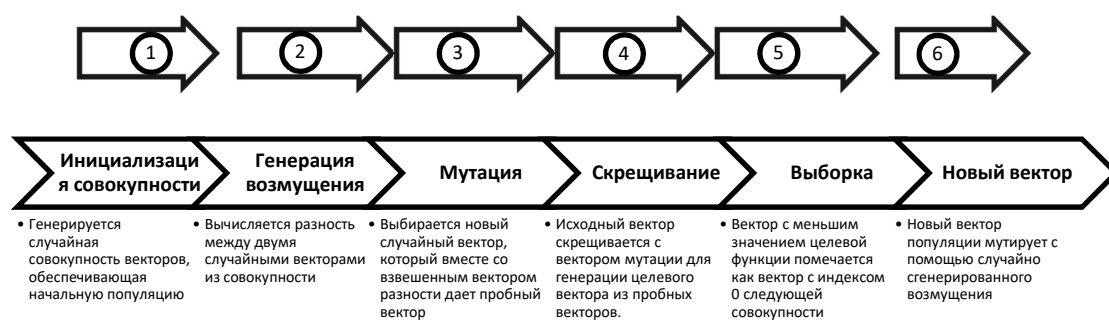 1
2
3
4
5
6
Инициализаци
я совокупности
Генерация
возмущения
Мутация
Скрещивание
Выборка
Новый вектор
• Генерируется
случайная
совокупность векторов,
обеспечивающая
начальную популяцию
• Вычисляется разность
между двумя
случайными векторами
из совокупности
• Выбирается новый
случайный вектор,
который вместе со
взвешенным вектором
разности дает пробный
вектор
• Исходный вектор
скрещивается с
вектором мутации для
генерации целевого
вектора из пробных
векторов.
• Вектор с меньшим
значением целевой
функции помечается
как вектор с индексом
0 следующей
совокупности
• Новый вектор
популяции мутирует с
помощью случайно
сгенерированного
возмущения